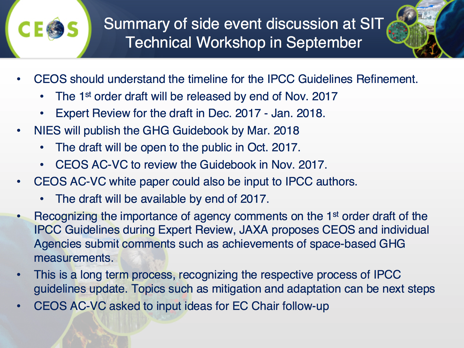 CEOS
Summary of side event discussion at SIT
Technical Workshop in September
• CEOS should understand the timeline for the IPCC Guidelines Refinement.
• The 1st order draft will be released by end of Nov. 2017
• Expert Review for the draft in Dec. 2017 - Jan. 2018.
• NIES will publish the GHG Guidebook by Mar. 2018
• The draft will be open to the public in Oct. 2017.
• CEOS AC-VC to review the Guidebook in Nov. 2017.
• CEOS AC-VC white paper could also be input to IPCC authors.
• The draft will be available by end of 2017.
• Recognizing the importance of agency comments on the 1st order draft of the
IPCC Guidelines during Expert Review, JAXA proposes CEOS and individual
Agencies submit comments such as achievements of space-based GHG
measurements.
• This is a long term process, recognizing the respective process of IPCC
guidelines update. Topics such as mitigation and adaptation can be next steps
• CEOS AC-VC asked to input ideas for EC Chair follow-up